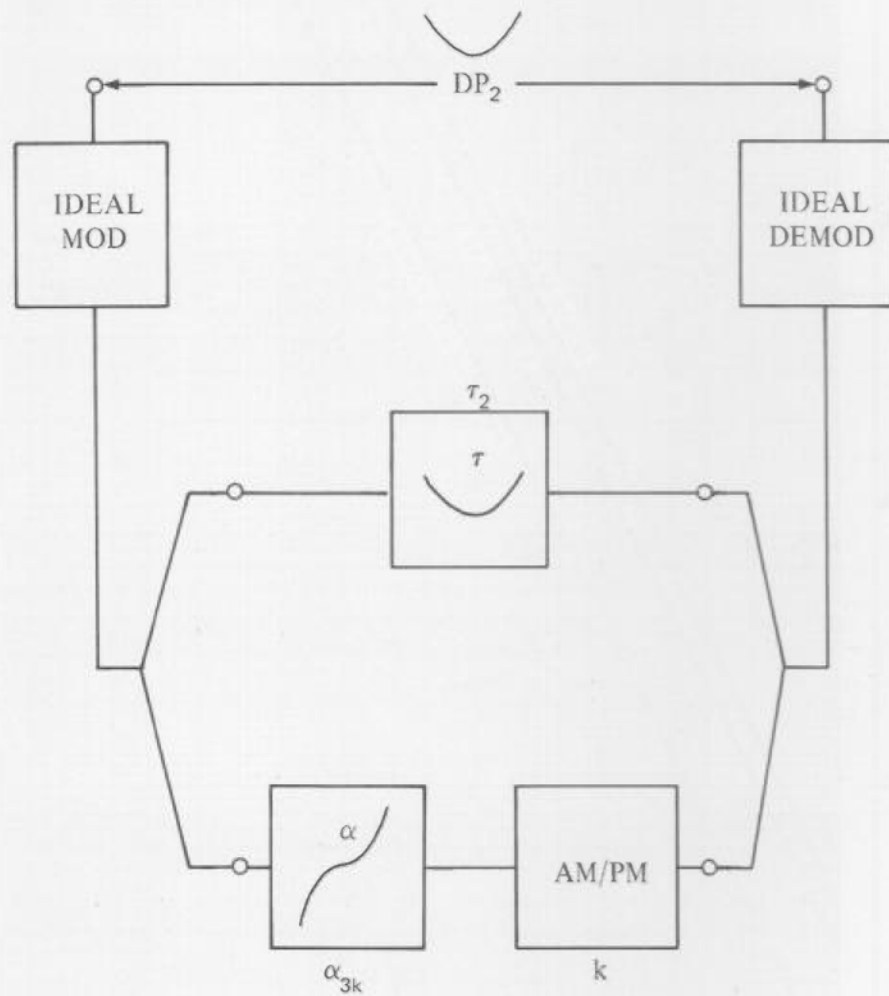 DP₂
IDEAL
MOD
IDEAL
DEMOD
τ₂
τ
α
AM/PM
α₃ₖ
k